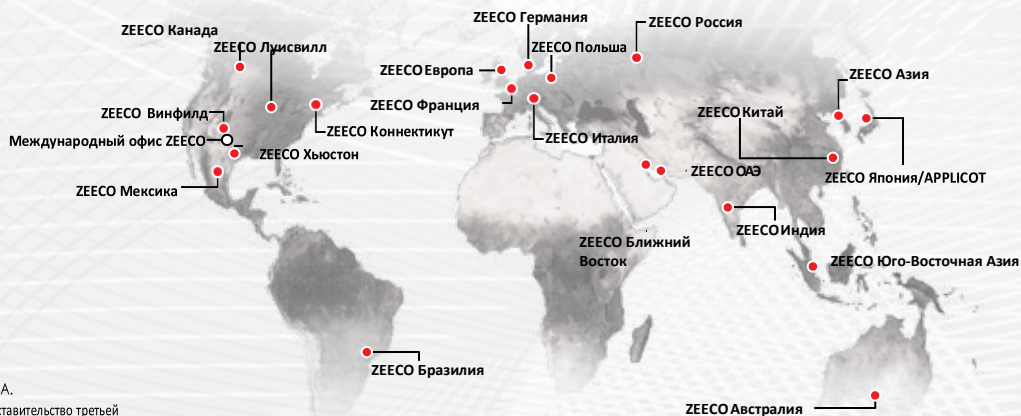 ZEECO Германия
ZEECO Россия
ZEECO Канада
ZEECO Луисвилл
ZEECO Польша
ZEECO Европа
ZEECO Азия
ZEECO Франция
ZEECO Винфилд
ZEECO Китай
ZEECO Коннектикут
ZEECO Италия
Международный офис ZEECO
ZEECO Хьюстон
ZEECO ОАЭ
ZEECO Япония/APPLICOT
ZEECO Мексика
ZEECO Индия
ZEECO Ближний
Восток
ZEECO Юго-Восточная Азия
ZEECO Бразилия
А.
ZEECO Австралия
ставительство третьей